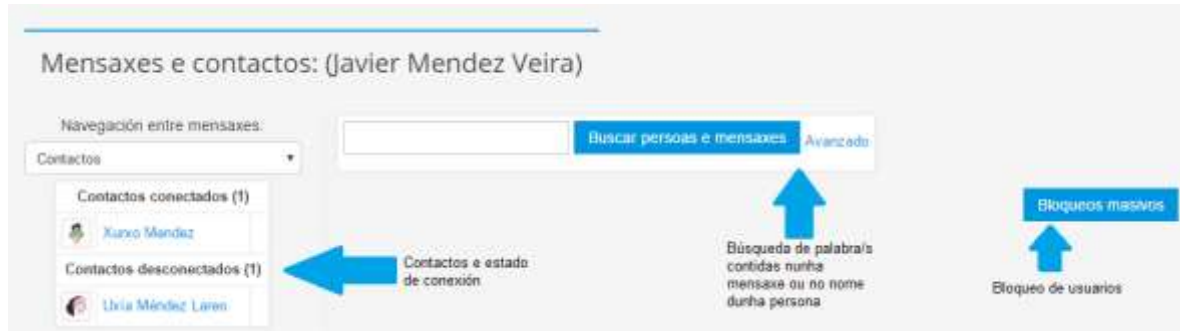 Mensaxes e contactos: (Javier Mendez Veira)
Navegación entre mensaxes:
Contactos
Contactos conectados (1)
Xurxo Mendez
Contactos desconectados (1)
Uxía Méndez Lareo
Buscar persoas e mensaxes
Avanzado
Contactos e estado
de conexión
Búsqueda de palabra/s
contidas nunha
mensaxe ou no nome
dunha persona
Bloqueos masivos
Bloqueo de usuarios